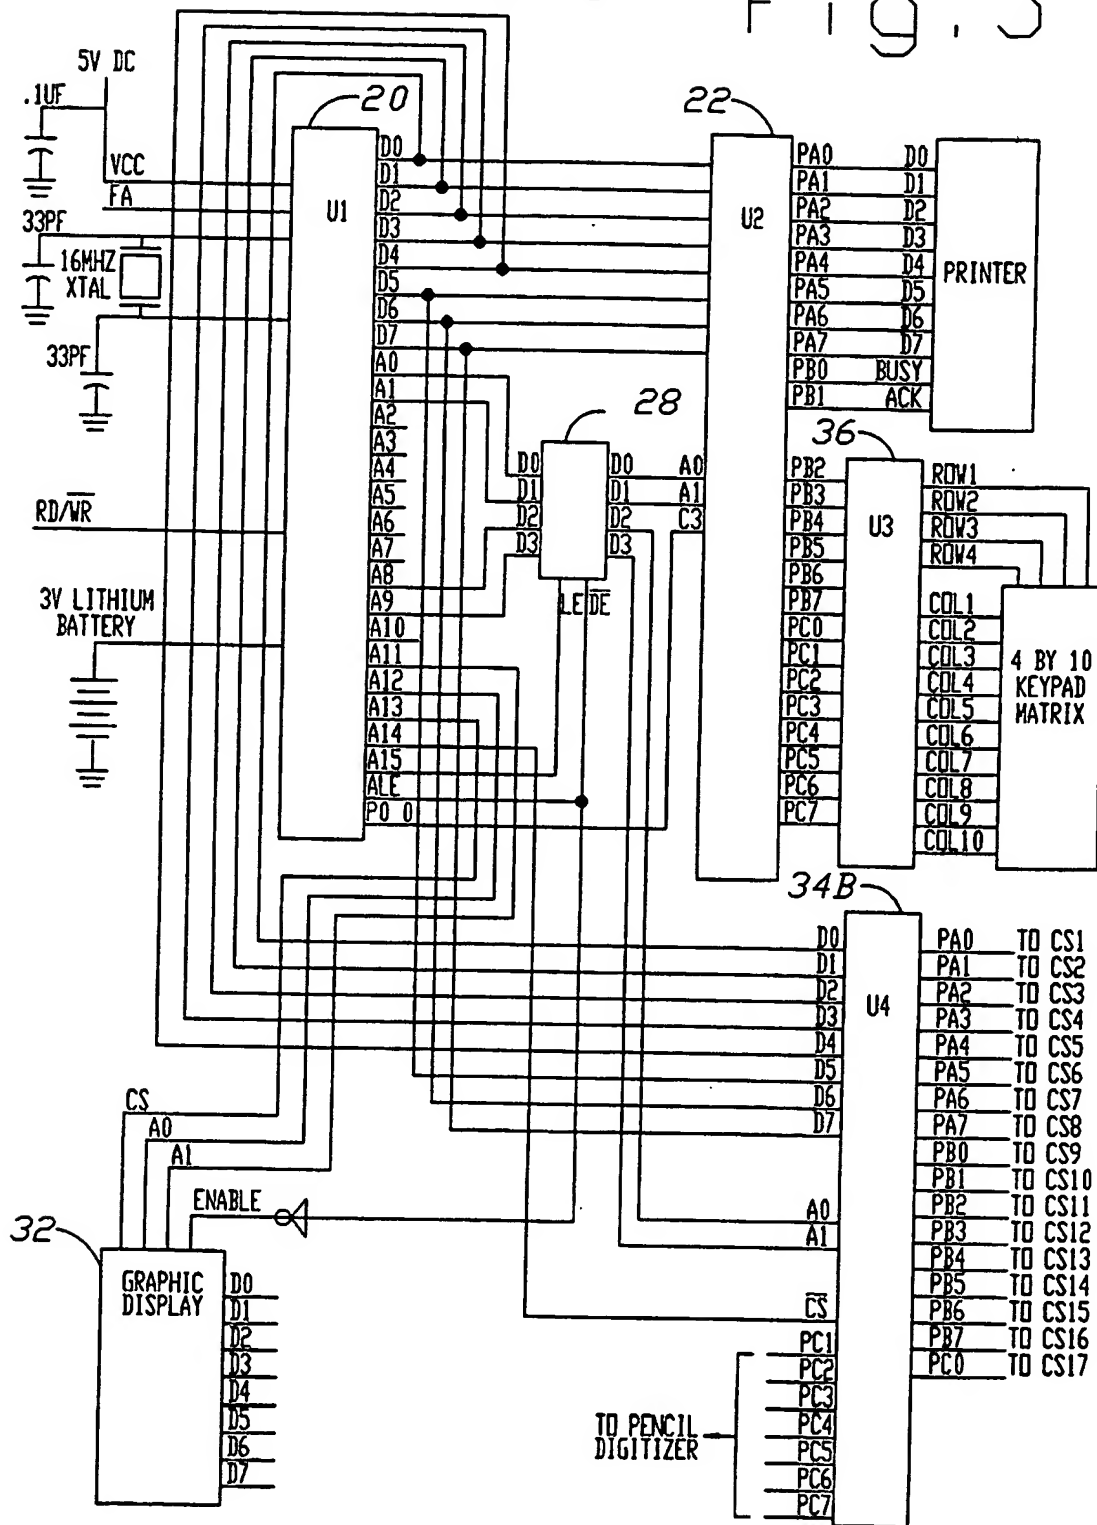 Fig. 3
5V DC
.1UF
20
22
VCC
FA
33PF
16MHZ
XTAL
33PF
RD/WR
3V LITHIUM
BATTERY
U1
D0
D1
D2
D3
D4
D5
D6
D7
A0
A1
A2
A3
A4
A5
A6
A7
A8
A9
A10
A11
A12
A13
A14
A15
ALE
P0 0
28
D0
D1
D2
D3
D0
D1
D2
D3
LE
OE
U2
A0
A1
C3
PA0
PA1
PA2
PA3
PA4
PA5
PA6
PA7
PB0
PB1
D0
D1
D2
D3
D4
D5
D6
D7
BUSY
ACK
PRINTER
36
PB2
PB3
PB4
PB5
PB6
PB7
PC0
PC1
PC2
PC3
PC4
PC5
PC6
PC7
U3
ROW1
ROW2
ROW3
ROW4
COL1
COL2
COL3
COL4
COL5
COL6
COL7
COL8
COL9
COL10
4 BY 10
KEYPAD
MATRIX
34B
D0
D1
D2
D3
D4
D5
D6
D7
A0
A1
CS
PC1
PC2
PC3
PC4
PC5
PC6
PC7
TO PENCIL
DIGITIZER
U4
PA0 TO CS1
PA1 TO CS2
PA2 TO CS3
PA3 TO CS4
PA4 TO CS5
PA5 TO CS6
PA6 TO CS7
PA7 TO CS8
PB0 TO CS9
PB1 TO CS10
PB2 TO CS11
PB3 TO CS12
PB4 TO CS13
PB5 TO CS14
PB6 TO CS15
PB7 TO CS16
PC0 TO CS17
CS
A0
A1
ENABLE
32
GRAPHIC
DISPLAY
D0
D1
D2
D3
D4
D5
D6
D7